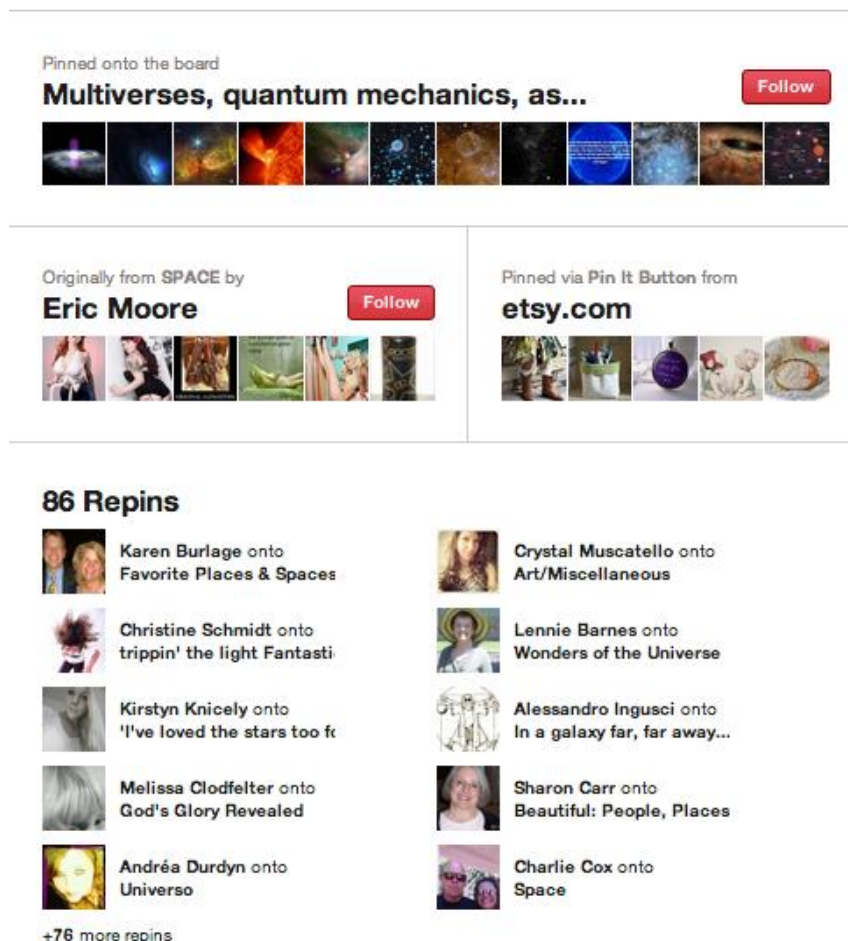 Pinned onto the board
Multiverses, quantum mechanics, as...
Follow
Originally from SPACE by
Eric Moore
Follow
Pinned via Pin It Button from
etsy.com
86 Repins
Karen Burlage onto
Favorite Places & Spaces
Crystal Muscatello onto
Art/Miscellaneous
Christine Schmidt onto
trippin' the light Fantasti
Lennie Barnes onto
Wonders of the Universe
Kirstyn Knicely onto
'I've loved the stars too fo
Alessandro Ingusci onto
In a galaxy far, far away...
Melissa Clodfelter onto
God's Glory Revealed
Sharon Carr onto
Beautiful: People, Places
Andréa Durdyn onto
Universo
Charlie Cox onto
Space
+76 more repins